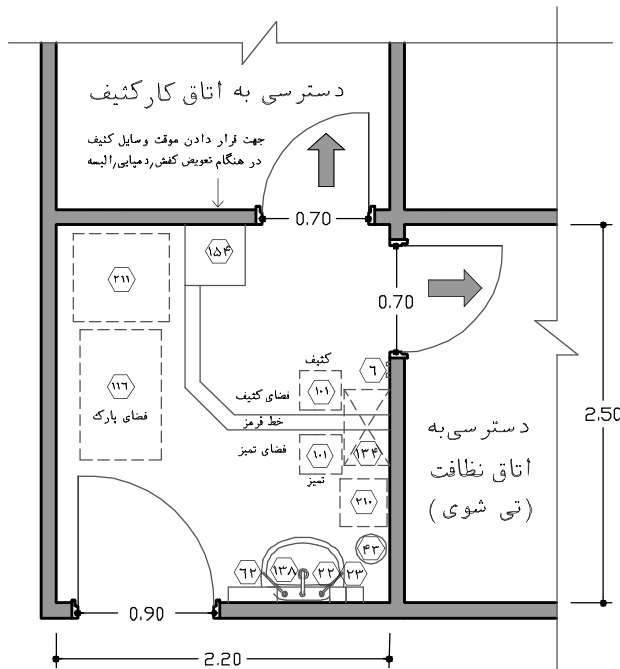 دسترسی به اتاق کارکثیف
جهت قرار دادن موقت وسایل کثیف
در هنگام تعویض کفش/دمپایی/البسه
0.70
۱۵۴
۲۱۱
0.70
۱۱۶
فضای پارک
۶
کثیف
۱۰۱
فضای کثیف
خط قرمز
فضای تمیز
۱۰۱
تمیز
۱۳۴
۲۱۰
۴۳
۶۲
۱۳۸
۲۲
۲۳
دسترسی به
اتاق نظافت
(تی شوی)
2.50
0.90
2.20